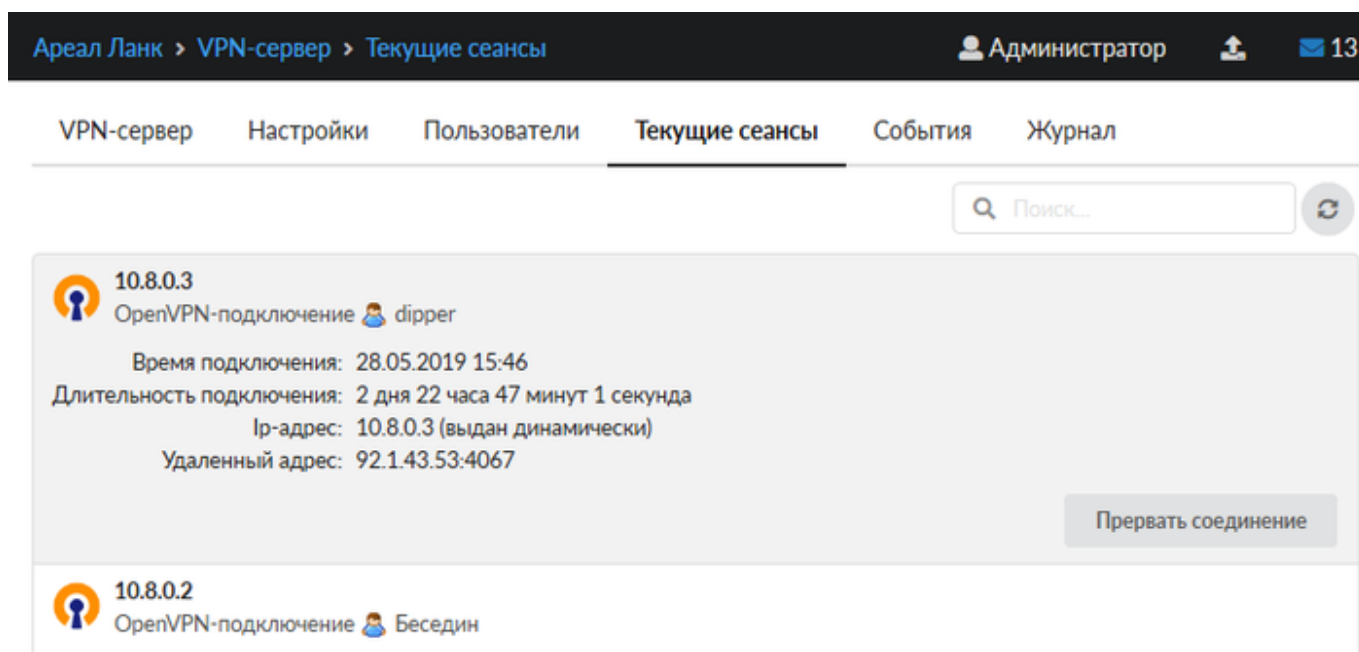 Ареал Ланк > VPN-сервер > Текущие сеансы Администратор 13
VPN-сервер Настройки Пользователи Текущие сеансы События Журнал
Поиск...
10.8.0.3
OpenVPN-подключение dipper
Время подключения: 28.05.2019 15:46
Длительность подключения: 2 дня 22 часа 47 минут 1 секунда
Ip-адрес: 10.8.0.3 (выдан динамически)
Удаленный адрес: 92.1.43.53:4067
Прервать соединение
10.8.0.2
OpenVPN-подключение Беседин